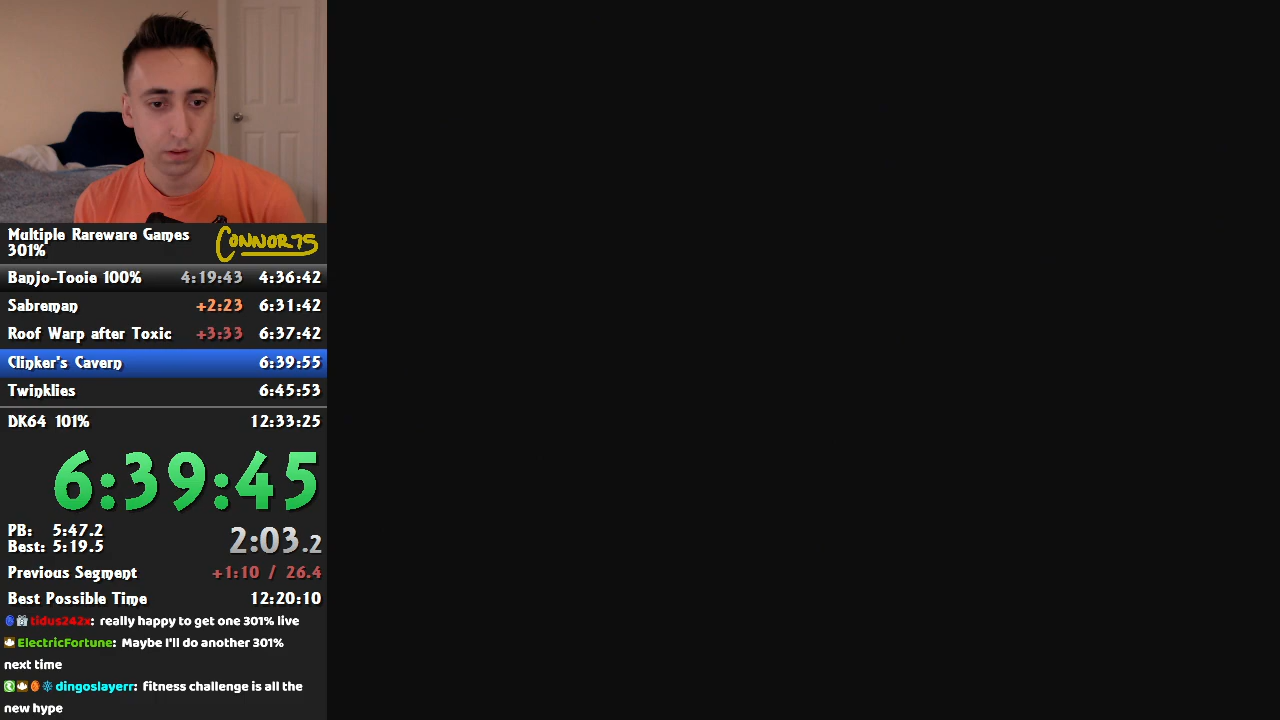 Multiple Rareware Games
301%
CONNOR75
Banjo-Tooie 100% 4:19:43 4:36:42
Sabreman +2:23 6:31:42
Roof Warp after Toxic +3:33 6:37:42
Clinker's Cavern 6:39:55
Twinklies 6:45:53
DK64 101% 12:33:25
6:39:45
PB: 5:47.2
Best: 5:19.5
2:03.2
Previous Segment +1:10 / 26.4
Best Possible Time 12:20:10
tidus242x: really happy to get one 301% live
ElectricFortune: Maybe I'll do another 301%
next time
dingoslayerr: fitness challenge is all the
new hype